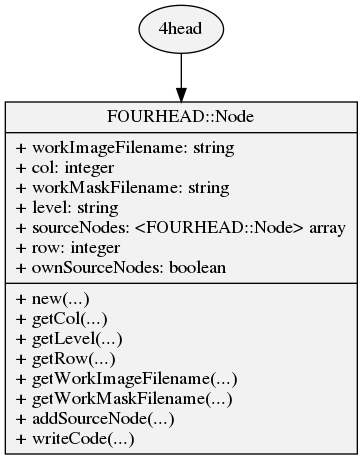 4head
FOURHEAD::Node
+ workImageFilename: string
+ col: integer
+ workMaskFilename: string
+ level: string
+ sourceNodes: <FOURHEAD::Node> array
+ row: integer
+ ownSourceNodes: boolean
+ new(...)
+ getCol(...)
+ getLevel(...)
+ getRow(...)
+ getWorkImageFilename(...)
+ getWorkMaskFilename(...)
+ addSourceNode(...)
+ writeCode(...)